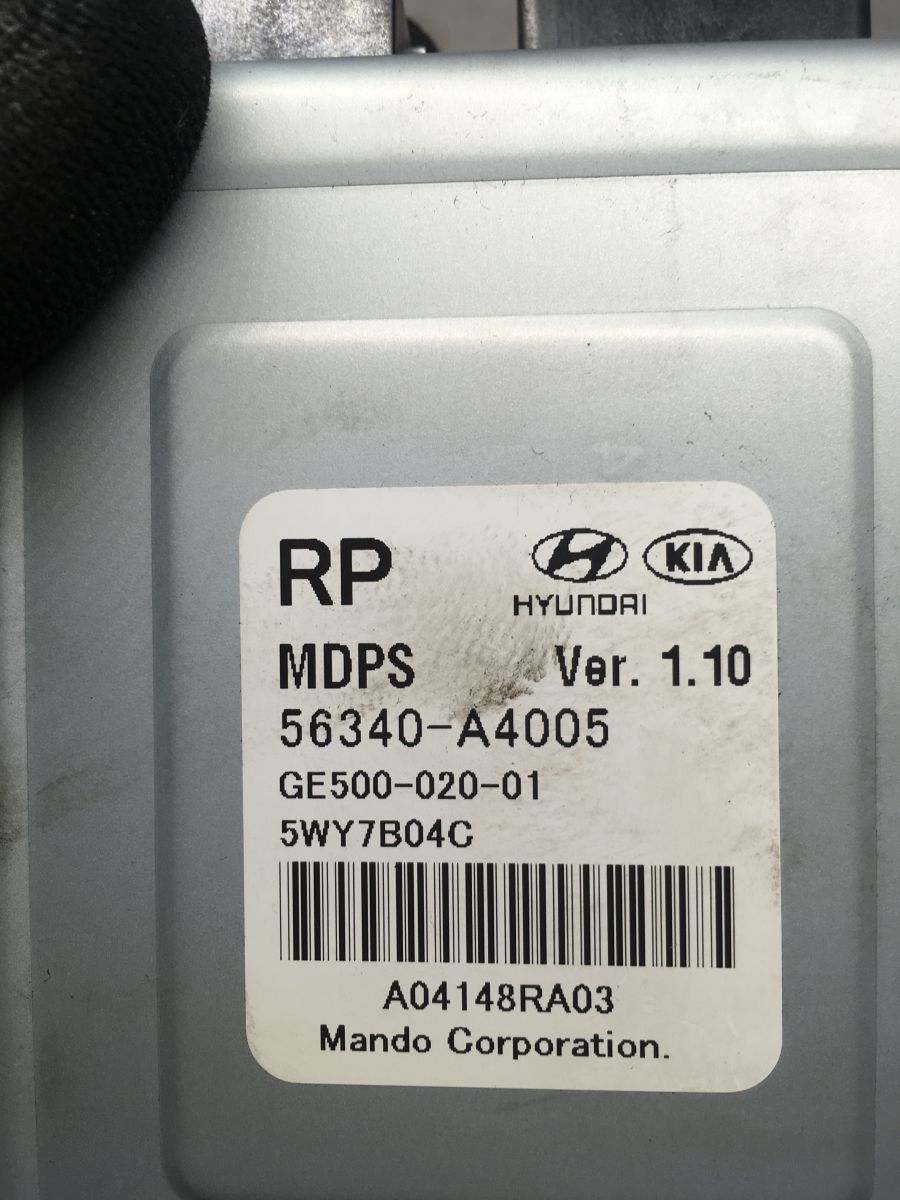 RP
KIA
HYUNDAI
MDPS Ver. 1.10
56340-A4005
GE500-020-01
5WY7B04C
A04148RA03
Mando Corporation.